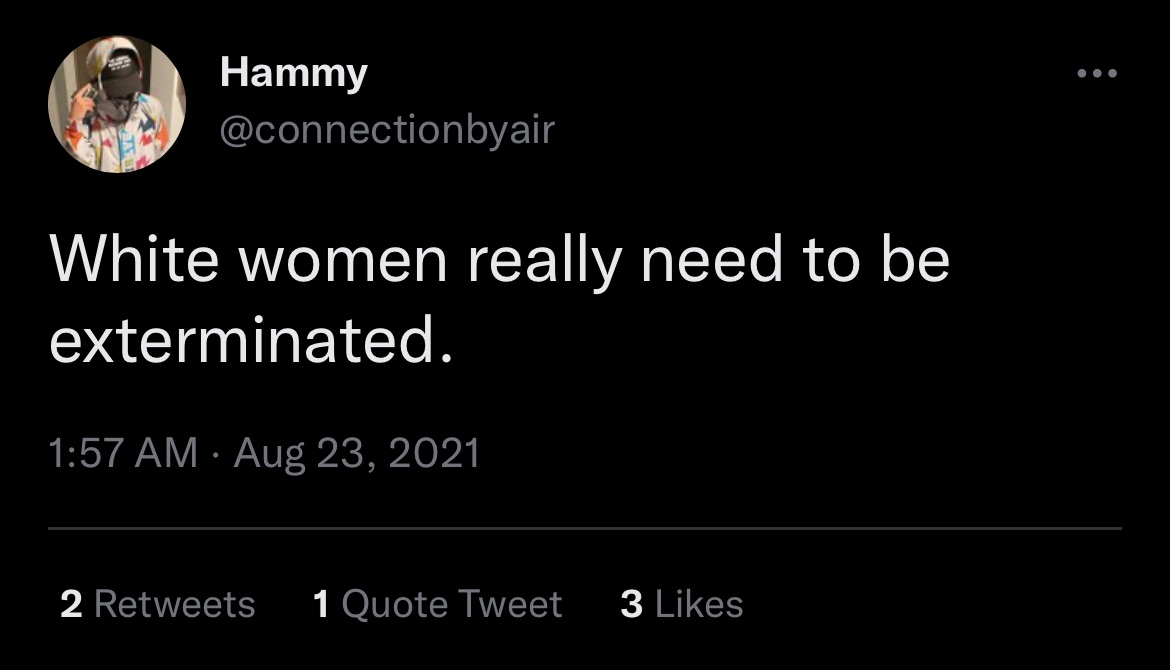 Hammy
@connectionbyair
White women really need to be
exterminated.
1:57 AM · Aug 23, 2021
2 Retweets 1 Quote Tweet 3 Likes